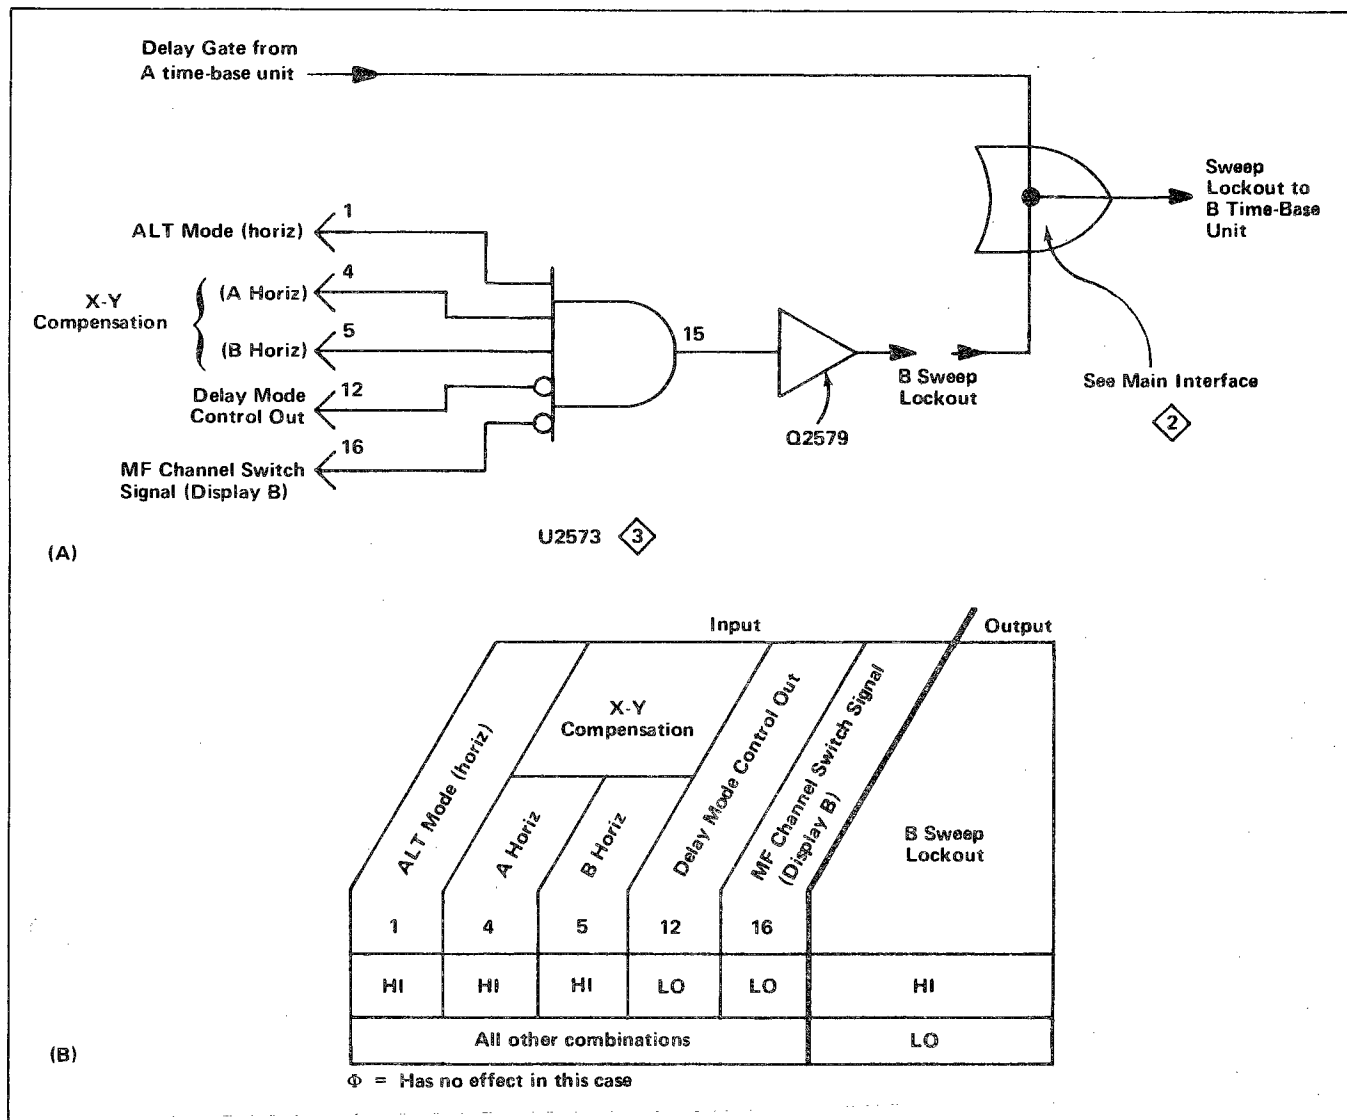 Delay Gate from
A time-base unit
Sweep
Lockout to
B Time-Base
Unit
ALT Mode (horiz)
1
X-Y
Compensation
(A Horiz)
4
(B Horiz)
5
Delay Mode
Control Out
12
MF Channel Switch
Signal (Display B)
16
15
Q2579
B Sweep
Lockout
See Main Interface
2
U2573 3
(A)
Input Output
ALT Mode (horiz)
X-Y
Compensation
A Horiz
B Horiz
Delay Mode Control Out
MF Channel Switch Signal
(Display B)
B Sweep
Lockout
1 4 5 12 16
HI HI HI LO LO HI
All other combinations LO
(B)
Φ = Has no effect in this case